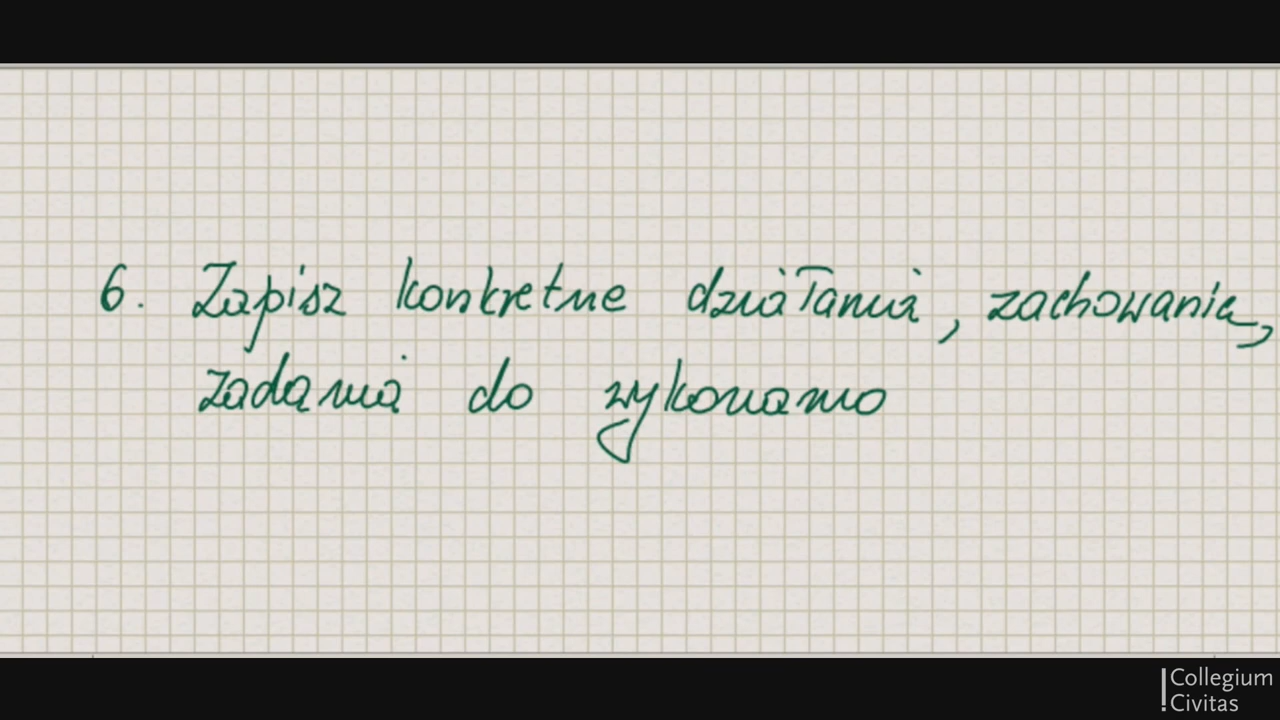 6. Zapisz konkretne działania, zachowania,
zadania do wykonania
Collegium
Civitas